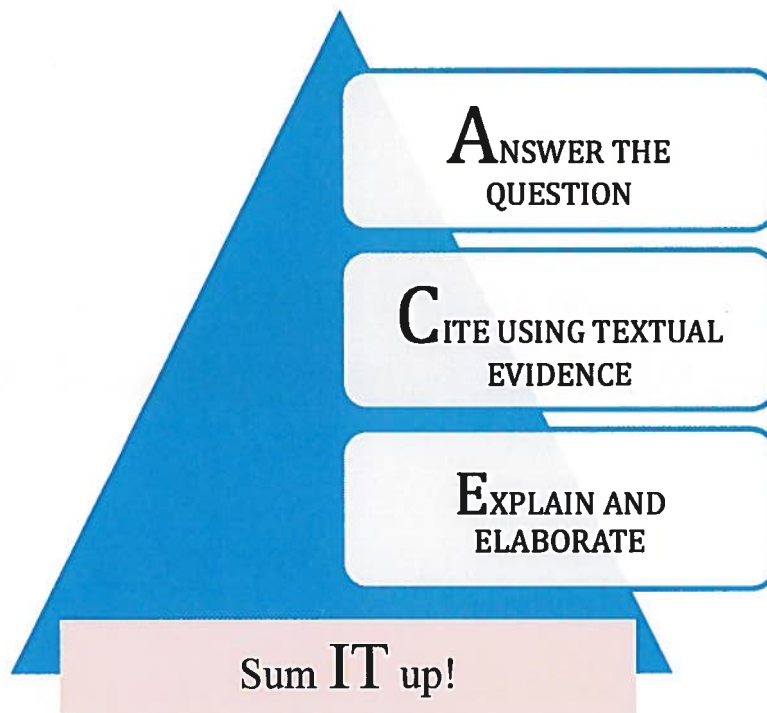 ANSWER THE
QUESTION
CITE USING TEXTUAL
EVIDENCE
EXPLAIN AND
ELABORATE
Sum IT up!